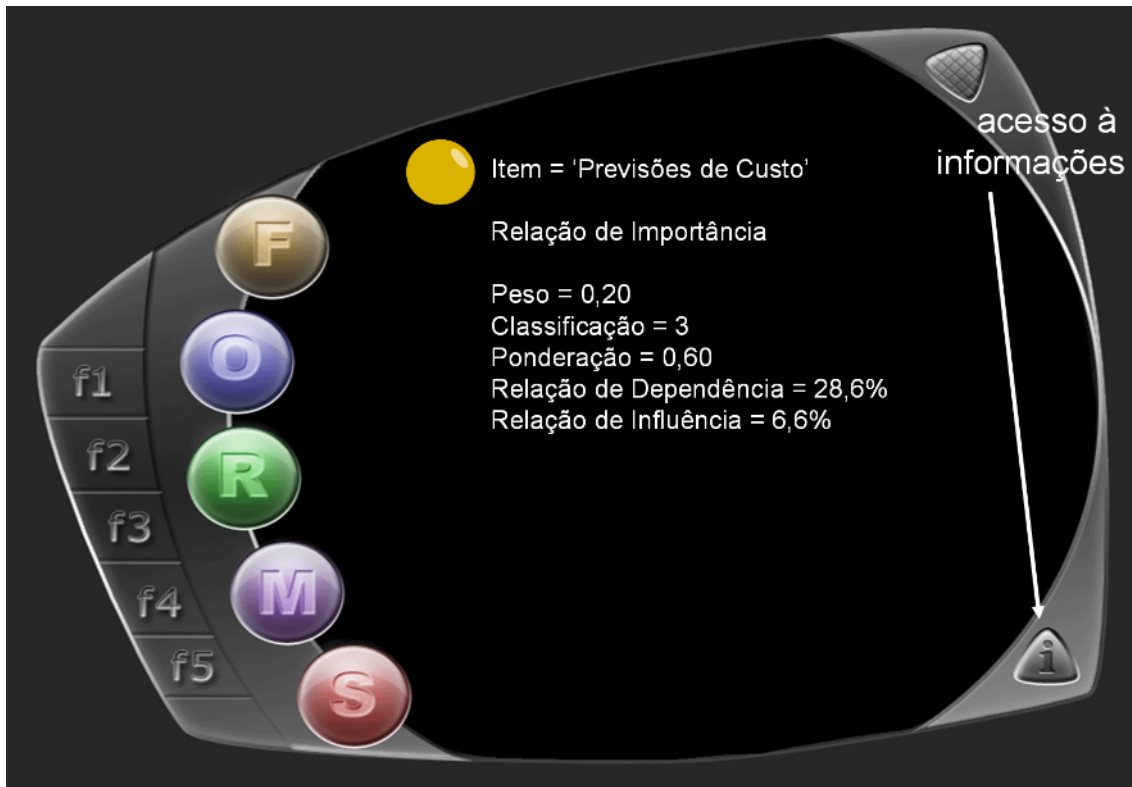 acesso à
informações
Item = ‘Previsões de Custo’
Relação de Importância
Peso = 0,20
Classificação = 3
Ponderação = 0,60
Relação de Dependência = 28,6%
Relação de Influência = 6,6%
F
O
R
M
S
f1
f2
f3
f4
f5
i